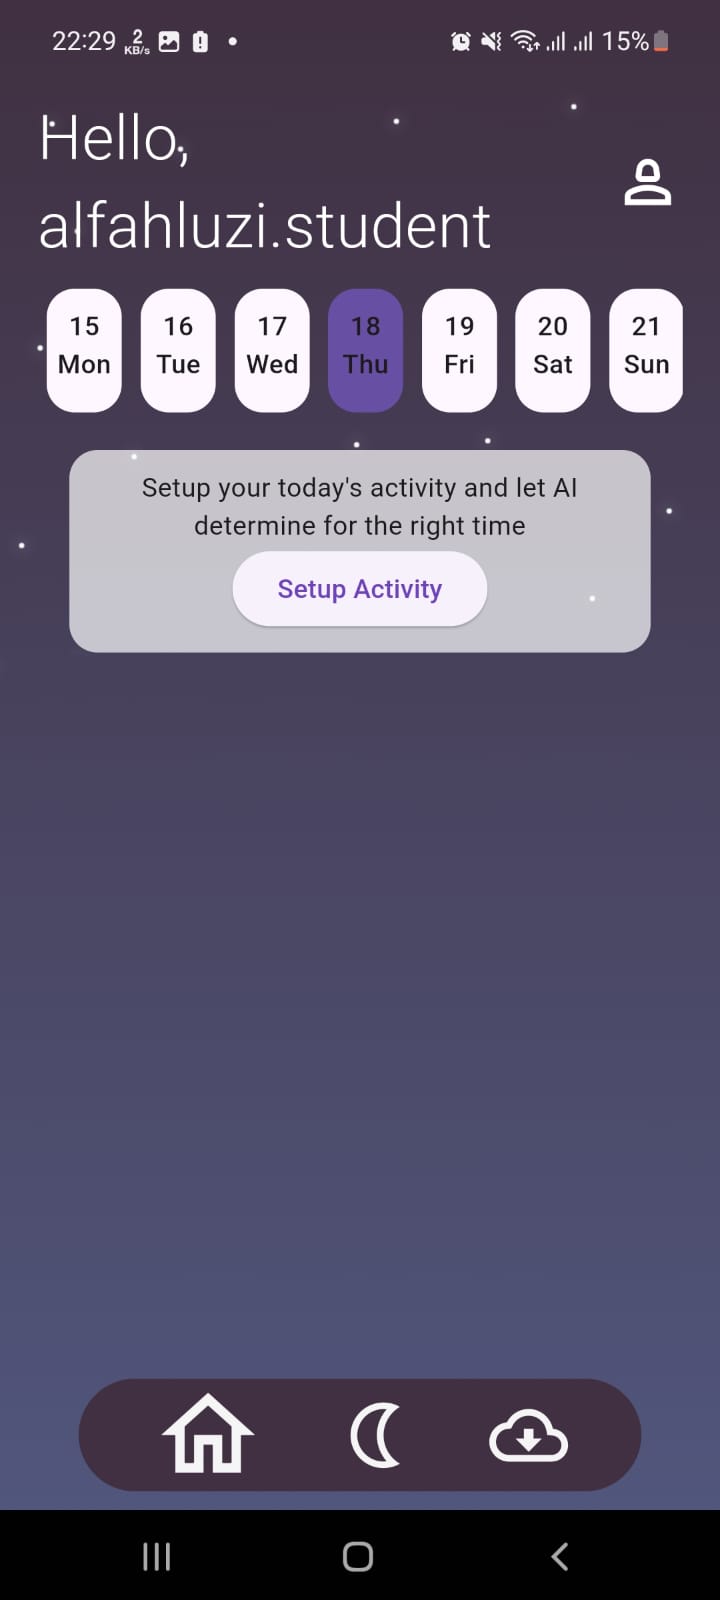 22:29 2 KB/s 15%
Hello,
alfahluzi.student
15 16 17 18 19 20 21
Mon Tue Wed Thu Fri Sat Sun
Setup your today's activity and let AI
determine for the right time
Setup Activity